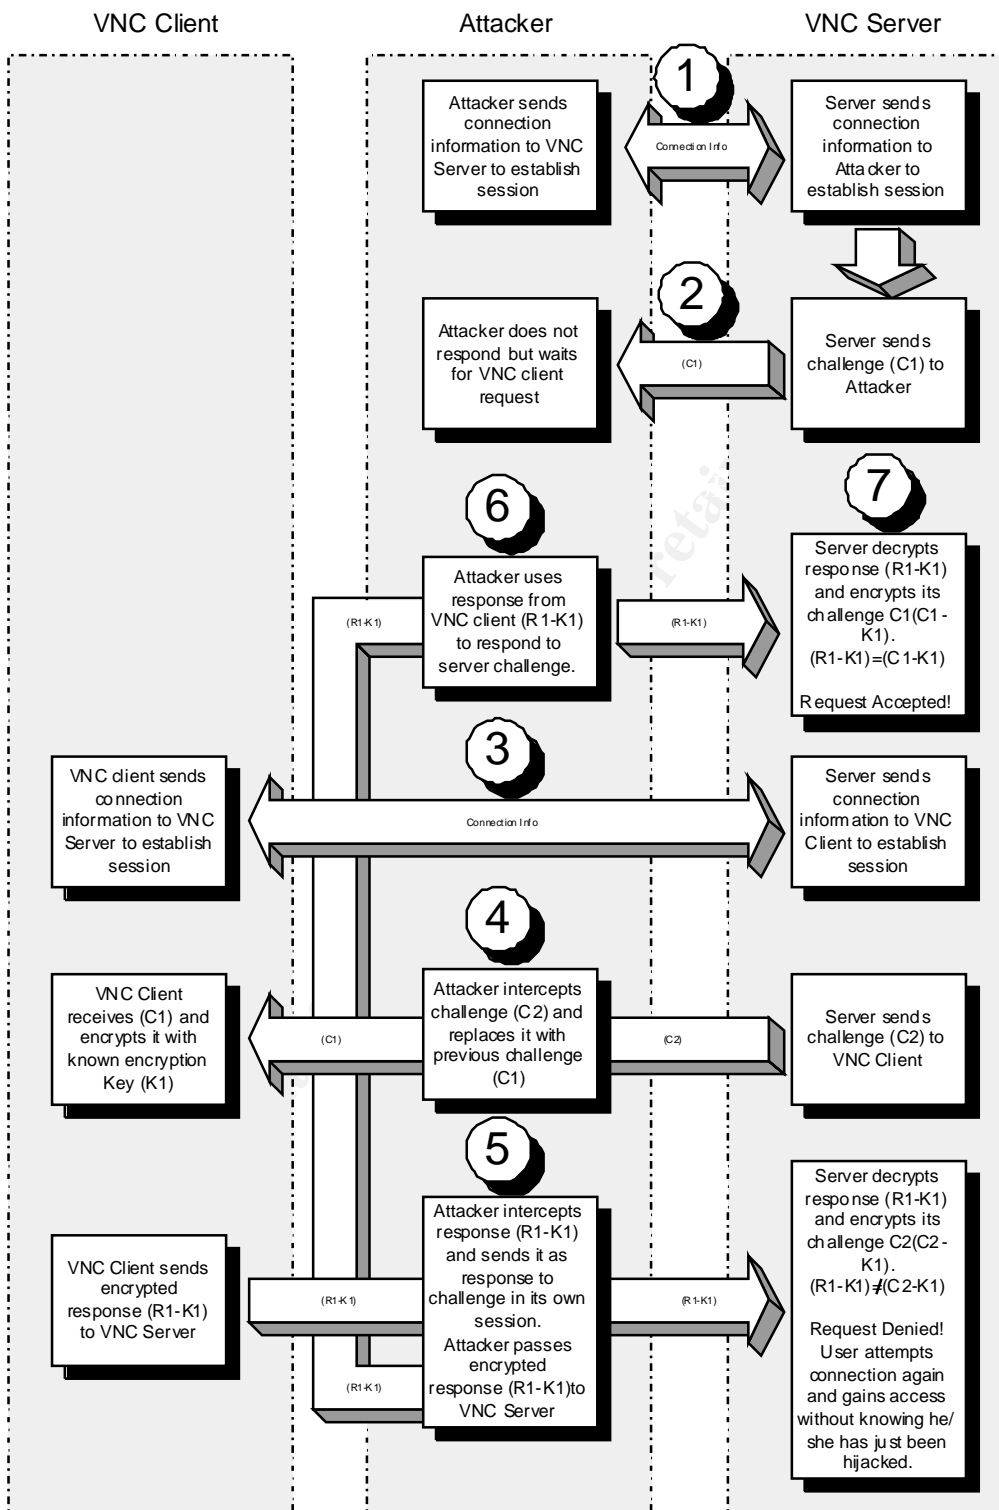 VNC Client
Attacker
VNC Server
1
Attacker sends
connection
information to VNC
Server to establish
session
Connection Info
Server sends
connection
information to
Attacker to
establish session
2
Attacker does not
respond but waits
for VNC client
request
(C1)
Server sends
challenge (C1) to
Attacker
6
7
(R1-K1)
Attacker uses
response from
VNC client (R1-K1)
to respond to
server challenge.
(R1-K1)
Server decrypts
response (R1-K1)
and encrypts its
challenge C1(C1-
K1).
(R1-K1)=(C1-K1)
Request Accepted!
retai
3
VNC client sends
connection
information to VNC
Server to establish
session
Connection Info
Server sends
connection
information to VNC
Client to establish
session
4
VNC Client
receives (C1) and
encrypts it with
known encryption
Key (K1)
(C1)
Attacker intercepts
challenge (C2) and
replaces it with
previous challenge
(C1)
(C2)
Server sends
challenge (C2) to
VNC Client
5
VNC Client sends
encrypted
response (R1-K1)
to VNC Server
(R1-K1)
Attacker intercepts
response (R1-K1)
and sends it as
response to
challenge in its own
session.
Attacker passes
encrypted
response (R1-K1)to
VNC Server
(R1-K1)
(R1-K1)
Server decrypts
response (R1-K1)
and encrypts its
challenge C2(C2-
K1).
(R1-K1)≠(C2-K1)
Request Denied!
User attempts
connection again
and gains access
without knowing he/
she has just been
hijacked.